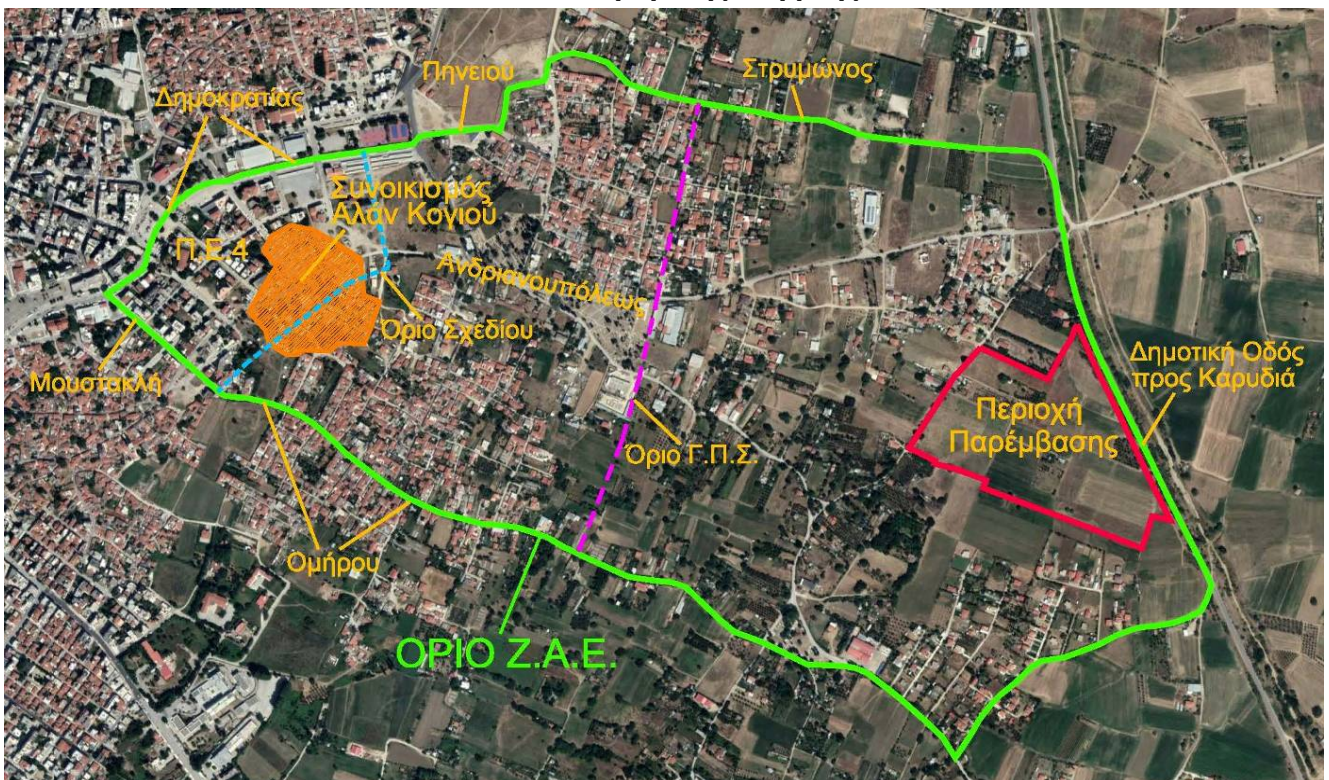 Πηνειού
Στρυμώνος
Δημοκρατίας
Συνοικισμός
Αλάν Κογιού
Π.Ε.4
Ανδριανουπόλεως
Όριο Σχεδίου
Μουστακλή
Δημοτική Οδός
προς Καρυδιά
Περιοχή
Παρέμβασης
Όριο Γ.Π.Σ.
Ομήρου
ΟΡΙΟ Ζ.Α.Ε.